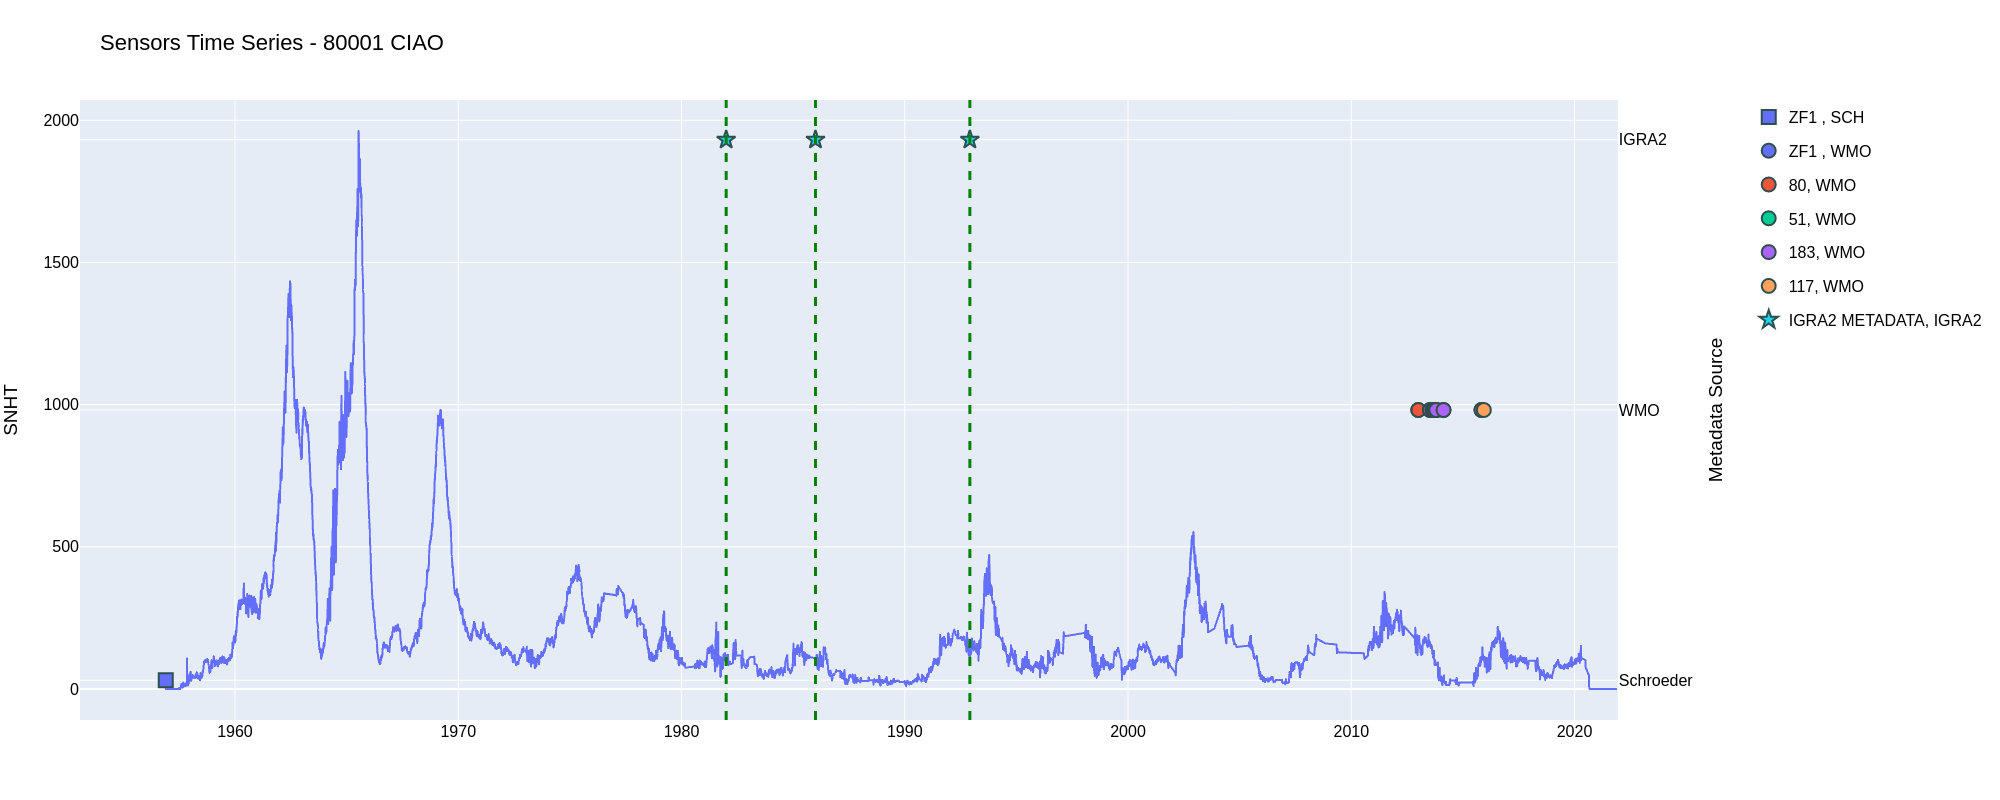 Sensors Time Series - 80001 CIAO
SNHT
2000
1500
1000
500
0
1960
1970
1980
1990
2000
2010
2020
IGRA2
WMO
Schroeder
Metadata Source
ZF1 , SCH
ZF1 , WMO
80, WMO
51, WMO
183, WMO
117, WMO
IGRA2 METADATA, IGRA2